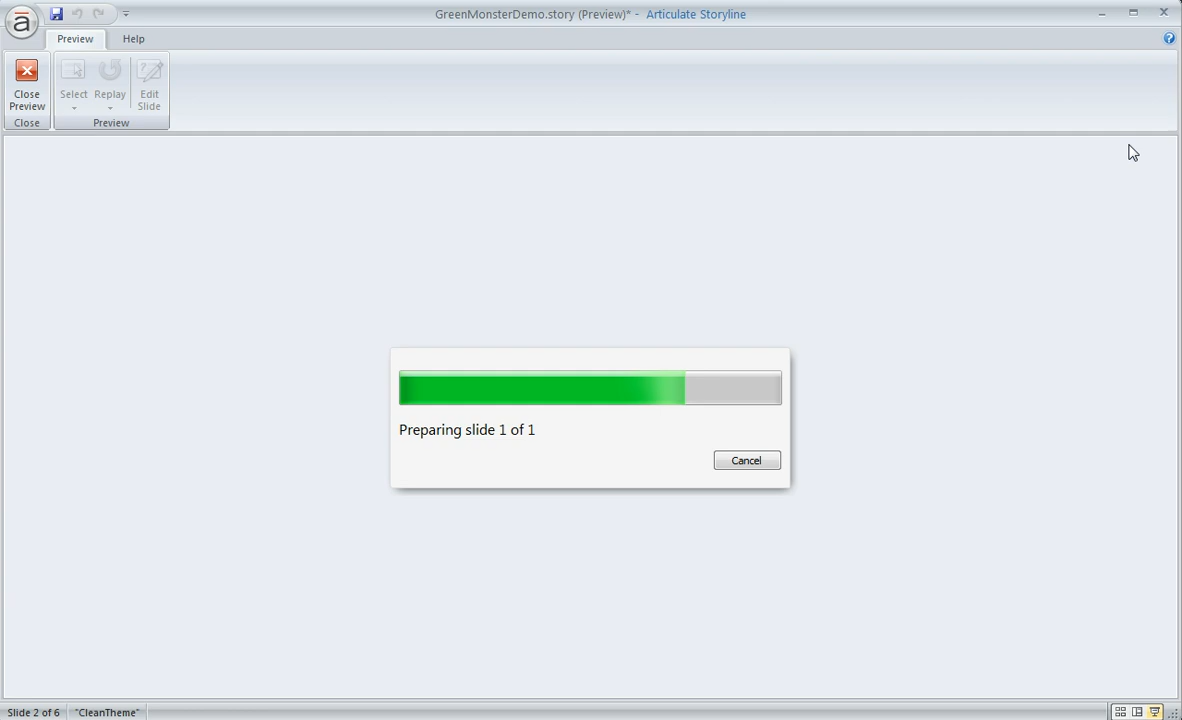 GreenMonsterDemo.story (Preview)* - Articulate Storyline
Preview Help
Close Preview
Select
Replay
Edit Slide
Close
Preview
Preparing slide 1 of 1
Cancel
Slide 2 of 6 "CleanTheme"